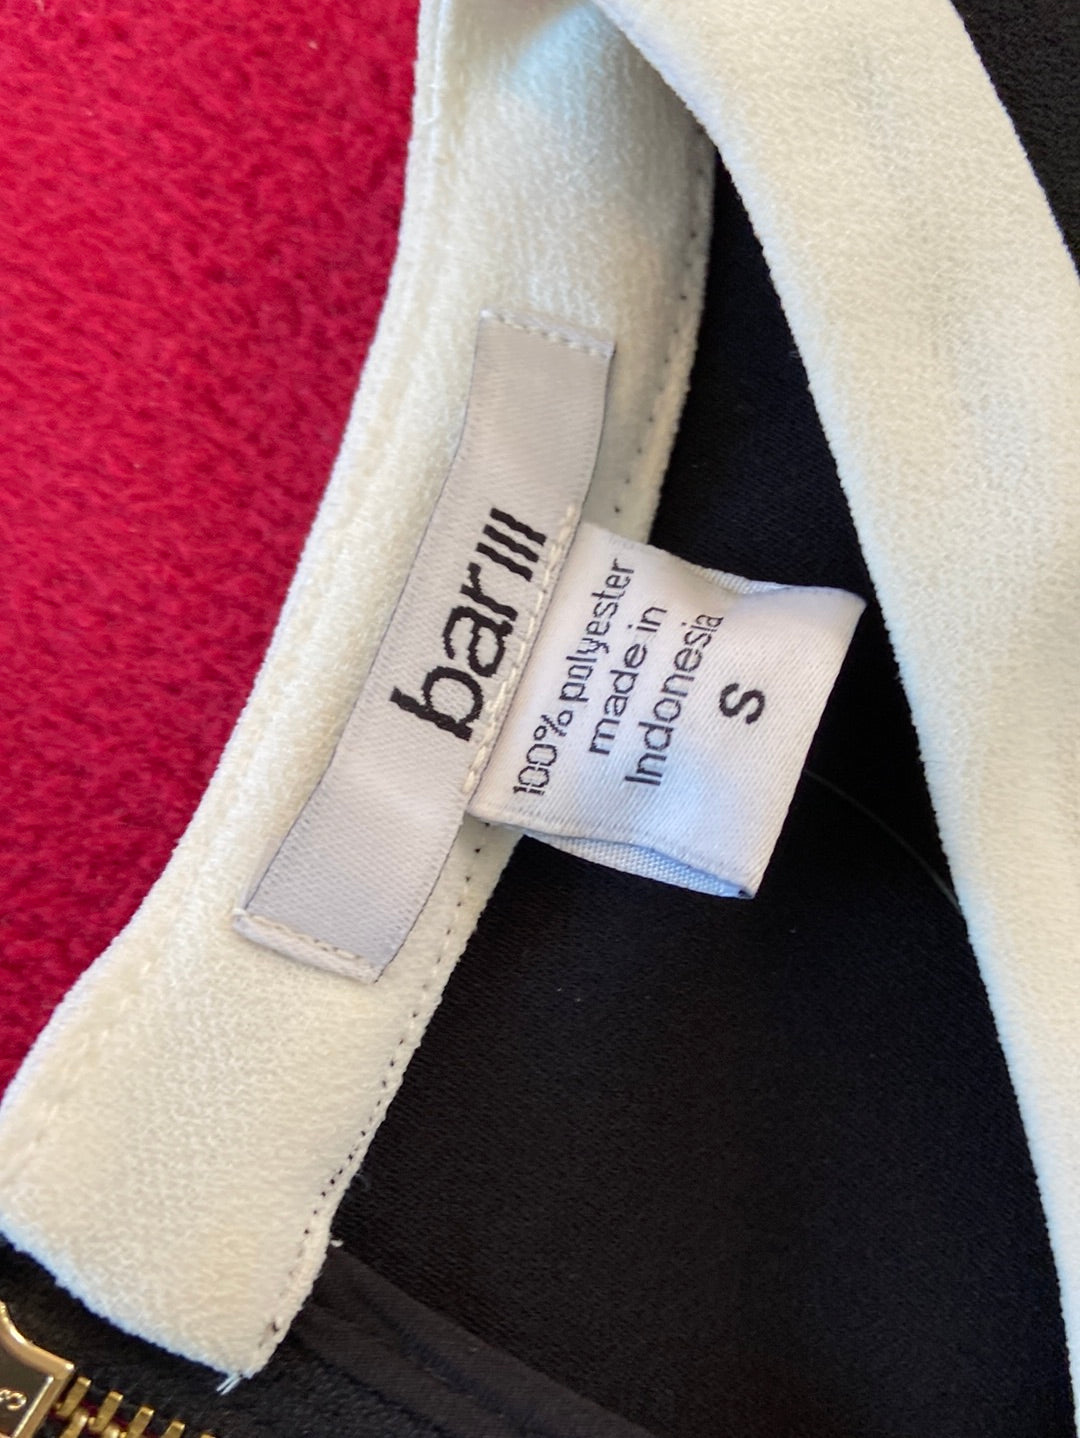 bar III
100% polyester
made in
Indonesia
S